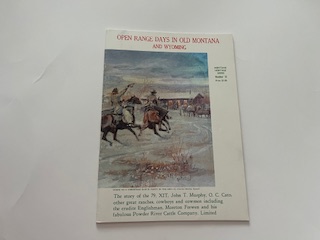 OPEN RANGE DAYS IN OLD MONTANA
AND WYOMING
The story of the 79, XIT, John T. Murphy, O. C. Cato,
other great ranches, cowboys and cowmen including
the erudite Englishman, Moreton Frewen and his
fabulous Powder River Cattle Company, Limited